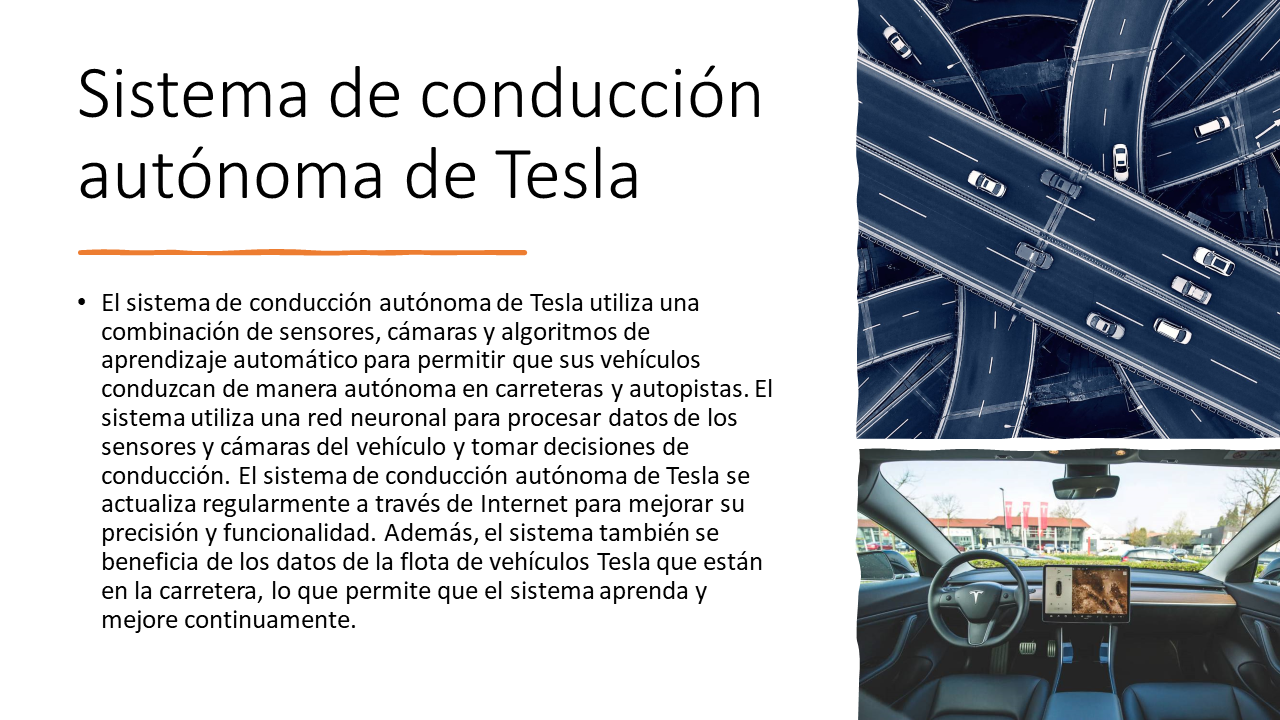 Sistema de conducción
autónoma de Tesla
• El sistema de conducción autónoma de Tesla utiliza una
combinación de sensores, cámaras y algoritmos de
aprendizaje automático para permitir que sus vehículos
conduzcan de manera autónoma en carreteras y autopistas. El
sistema utiliza una red neuronal para procesar datos de los
sensores y cámaras del vehículo y tomar decisiones de
conducción. El sistema de conducción autónoma de Tesla se
actualiza regularmente a través de Internet para mejorar su
precisión y funcionalidad. Además, el sistema también se
beneficia de los datos de la flota de vehículos Tesla que están
en la carretera, lo que permite que el sistema aprenda y
mejore continuamente.